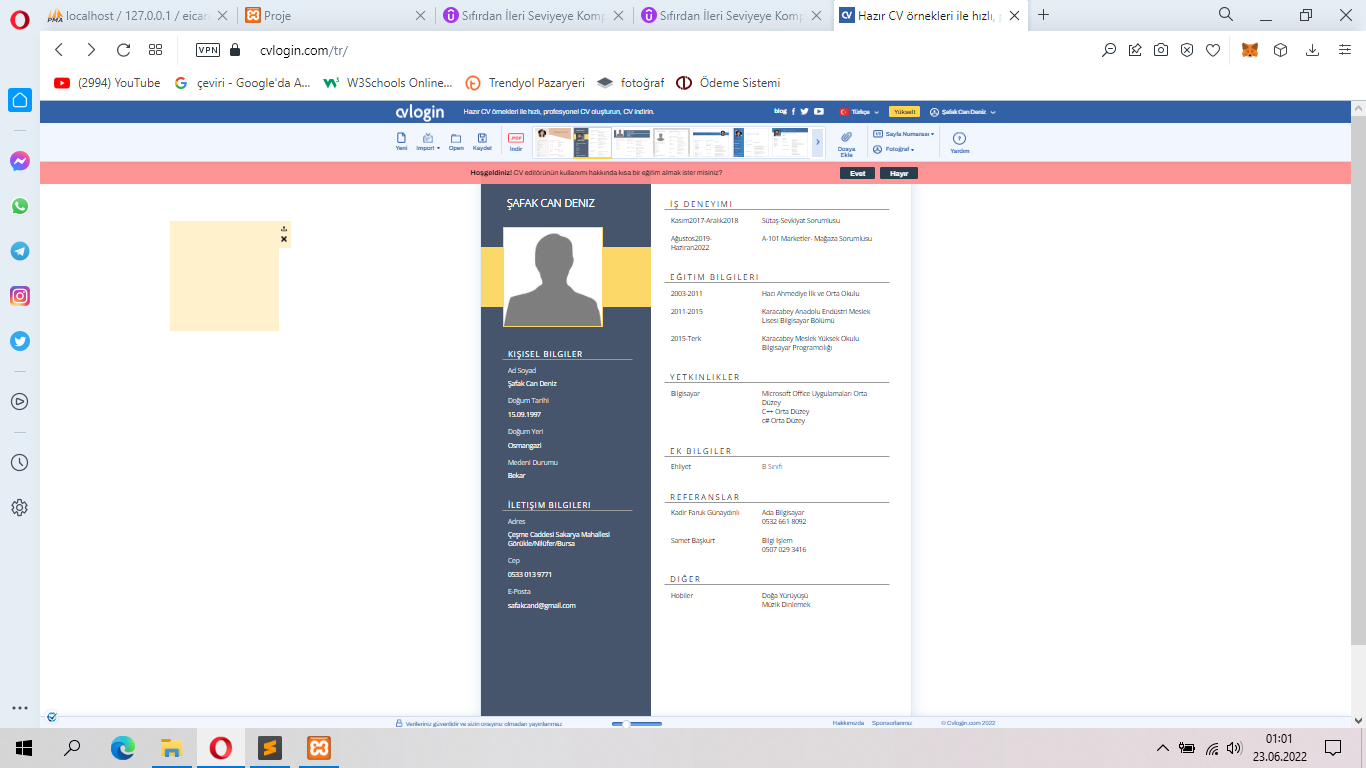 localhost / 127.0.0.1 / eicar
Proje
Sıfırdan İleri Seviyeye Komp
Sıfırdan İleri Seviyeye Komp
Hazır CV örnekleri ile hızlı, p
VPN
cvlogin.com/tr/
(2994) YouTube
çeviri - Google'da A...
W3Schools Online...
Trendyol Pazaryeri
fotoğraf
Ödeme Sistemi
cvlogin
Hazır CV örnekleri ile hızlı, profesyonel CV oluşturun, CV indirin.
blog
Türkçe
Yükselt
Şafak Can Deniz
Yeni
Import
Open
Kaydet
PDF
İndir
Dosya
Ekle
Sayfa Numarası
Fotoğraf
Yardım
Hoşgeldiniz! CV editörünün kullanımı hakkında kısa bir eğitim almak ister misiniz?
Evet
Hayır
ŞAFAK CAN DENIZ
KIŞISEL BILGILER
Ad Soyad
Şafak Can Deniz
Doğum Tarihi
15.09.1997
Doğum Yeri
Osmangazi
Medeni Durumu
Bekar
İLETIŞIM BILGILERI
Adres
Çeşme Caddesi Sakarya Mahallesi
Görükle/Nilüfer/Bursa
Cep
0533 013 9771
E-Posta
safakcand@gmail.com
İŞ DENEYIMI
Kasım2017-Aralık2018 Sütaş-Sevkiyat Sorumlusu
Ağustos2019- A-101 Marketler- Mağaza Sorumlusu
Haziran2022
EĞITIM BILGILERI
2003-2011 Hacı Ahmediye İlk ve Orta Okulu
2011-2015 Karacabey Anadolu Endüstri Meslek
Lisesi Bilgisayar Bölümü
2015-Terk Karacabey Meslek Yüksek Okulu
Bilgisayar Programcılığı
YETKINLIKLER
Bilgisayar Microsoft Office Uygulamaları Orta
Düzey
C++ Orta Düzey
c# Orta Düzey
EK BILGILER
Ehliyet B Sınıfı
REFERANSLAR
Kadir Faruk Günaydınlı Ada Bilgisayar
0532 661 8092
Samet Başkurt Bilgi İşlem
0507 029 3416
DIĞER
Hobiler Doğa Yürüyüşü
Müzik Dinlemek
Verileriniz güvenlidir ve sizin onayınız olmadan yayınlanmaz
Hakkımızda
Sponsorlarımız
© Cvlogin.com 2022
01:01
23.06.2022